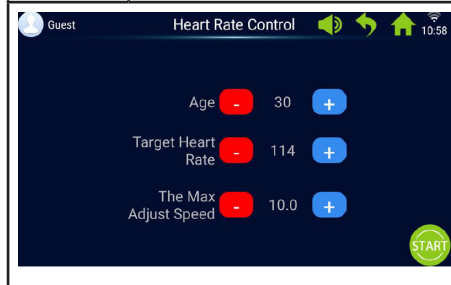 Guest Heart Rate Control 10:58
Age - 30 +
Target Heart
Rate - 114 +
The Max
Adjust Speed - 10.0 +
START